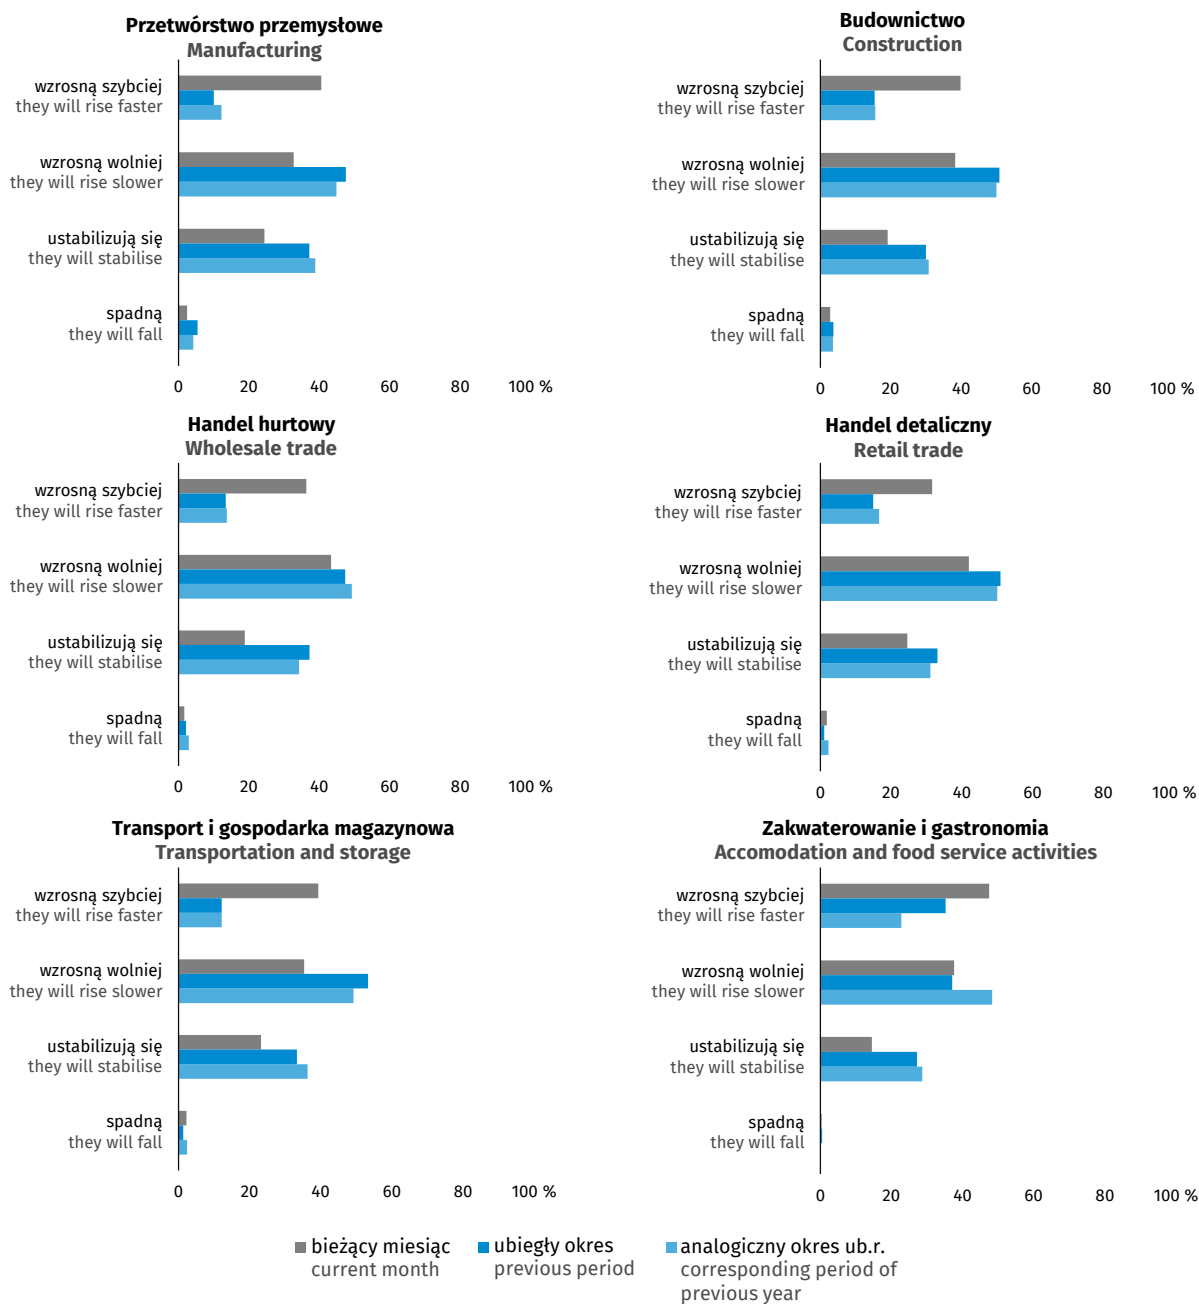 Przetwórstwo przemysłowe
Manufacturing
wzrosną szybciej
they will rise faster
wzrosną wolniej
they will rise slower
ustabilizują się
they will stabilise
spadną
they will fall
0 20 40 60 80 100 %
Budownictwo
Construction
wzrosną szybciej
they will rise faster
wzrosną wolniej
they will rise slower
ustabilizują się
they will stabilise
spadną
they will fall
0 20 40 60 80 100 %
Handel hurtowy
Wholesale trade
wzrosną szybciej
they will rise faster
wzrosną wolniej
they will rise slower
ustabilizują się
they will stabilise
spadną
they will fall
0 20 40 60 80 100 %
Handel detaliczny
Retail trade
wzrosną szybciej
they will rise faster
wzrosną wolniej
they will rise slower
ustabilizują się
they will stabilise
spadną
they will fall
0 20 40 60 80 100 %
Transport i gospodarka magazynowa
Transportation and storage
wzrosną szybciej
they will rise faster
wzrosną wolniej
they will rise slower
ustabilizują się
they will stabilise
spadną
they will fall
0 20 40 60 80 100 %
Zakwaterowanie i gastronomia
Accomodation and food service activities
wzrosną szybciej
they will rise faster
wzrosną wolniej
they will rise slower
ustabilizują się
they will stabilise
spadną
they will fall
0 20 40 60 80 100 %
bieżący miesiąc
current month
ubiegły okres
previous period
analogiczny okres ub.r.
corresponding period of
previous year